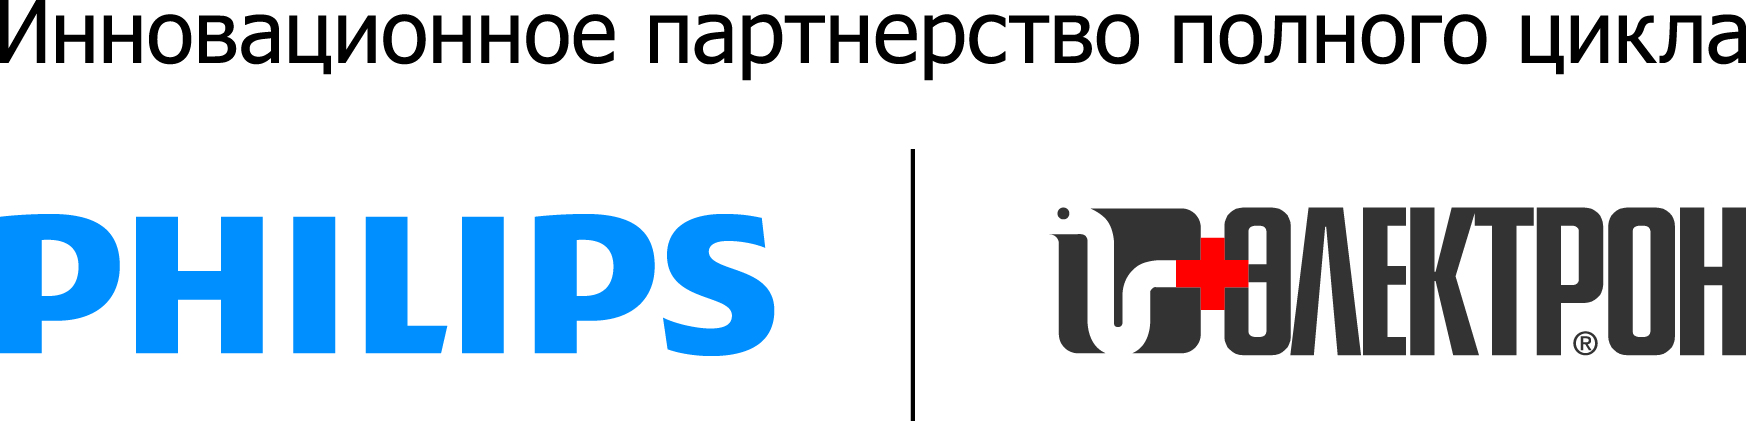 Инновационное партнерство полного цикла
PHILIPS
ЭЛЕКТРОН®